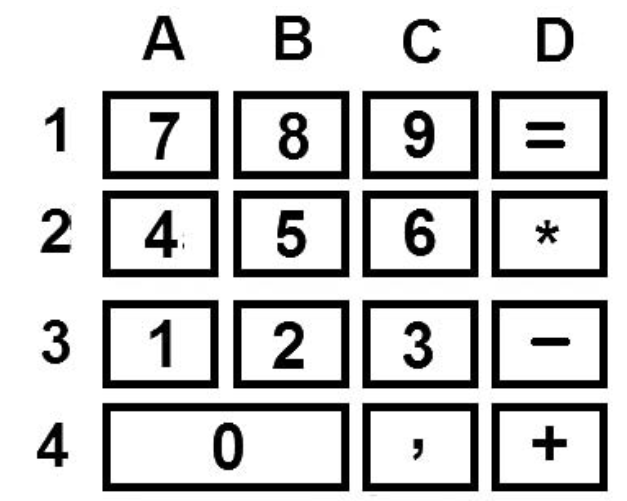 A B C D
1 7 8 9 =
2 4 5 6 *
3 1 2 3 −
4 0 , +